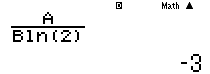 D Math ▲
A
Bln(2)
-3